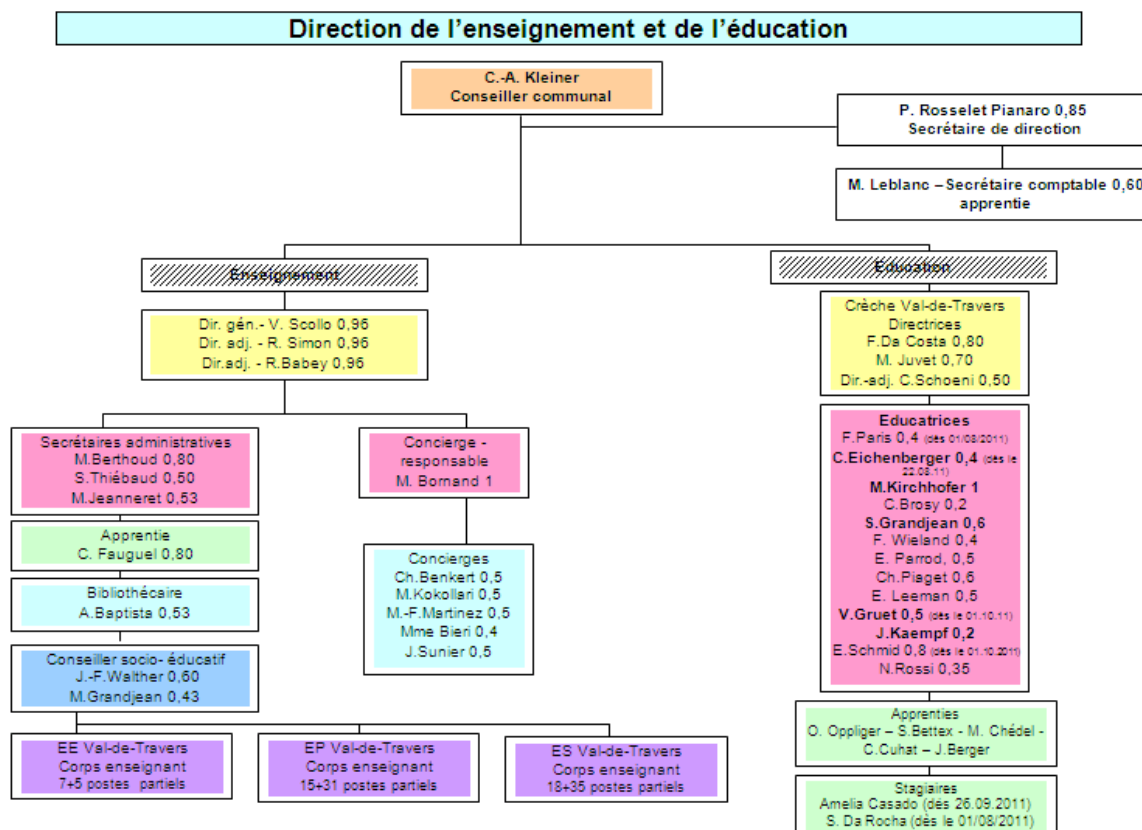 Direction de l'enseignement et de l'éducation
C.-A. Kleiner
Conseiller communal
P. Rosselet Pianaro 0,85
Secrétaire de direction
M. Leblanc – Secrétaire comptable 0,60
apprentie
Enseignement
Education
Dir. gén.- V. Scollo 0,96
Dir. adj. - R. Simon 0,96
Dir.adj. - R.Babey 0,96
Crèche Val-de-Travers
Directrices
F.Da Costa 0,80
M. Juvet 0,70
Dir.-adj. C.Schoeni 0,50
Secrétaires administratives
M.Berthoud 0,80
S.Thiébaud 0,50
M.Jeanneret 0,53
Concierge -
responsable
M. Bornand 1
Educatrices
F.Paris 0,4 (dès 01/08/2011)
C.Eichenberger 0,4 (dès le
22.08.11)
M.Kirchhofer 1
C.Brosy 0,2
S.Grandjean 0,6
F. Wieland 0,4
E. Parrod, 0,5
Ch.Piaget 0,6
E. Leeman 0,5
V.Gruet 0,5 (dès le 01.10.11)
J.Kaempf 0,2
E.Schmid 0,8 (dès le 01.10.2011)
N.Rossi 0,35
Apprentie
C. Fauguel 0,80
Bibliothécaire
A.Baptista 0,53
Concierges
Ch.Benkert 0,5
M.Kokollari 0,5
M.-F.Martinez 0,5
Mme Bieri 0,4
J.Sunier 0,5
Conseiller socio- éducatif
J.-F.Walther 0,60
M.Grandjean 0,43
EE Val-de-Travers
Corps enseignant
7+5 postes partiels
EP Val-de-Travers
Corps enseignant
15+31 postes partiels
ES Val-de-Travers
Corps enseignant
18+35 postes partiels
Apprenties
O. Oppliger – S.Bettex - M. Chédel -
C.Cuhat – J.Berger
Stagiaires
Amelia Casado (dès 26.09.2011)
S. Da Rocha (dès le 01/08/2011)